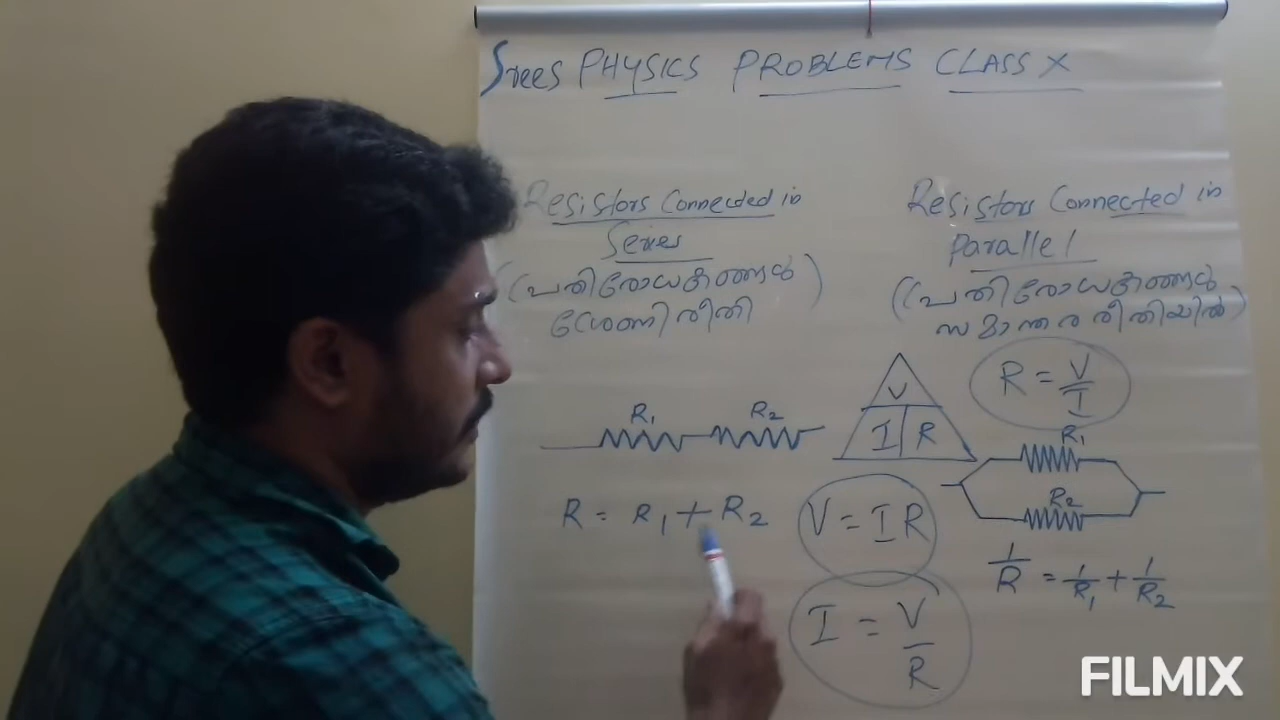 Srees PHYSICS PROBLEMS CLASS X
Resistors Connected in
Series
(പ്രതിരോധകങ്ങൾ
ശ്രേണിരീതി)
R1 R2
R = R1 + R2
V
I R
V = IR
I = V/R
Resistors Connected in
Parallel
(പ്രതിരോധകങ്ങൾ
സമാന്തരരീതിയിൽ)
R = V/I
R1
R2
1/R = 1/R1 + 1/R2
FILMIX